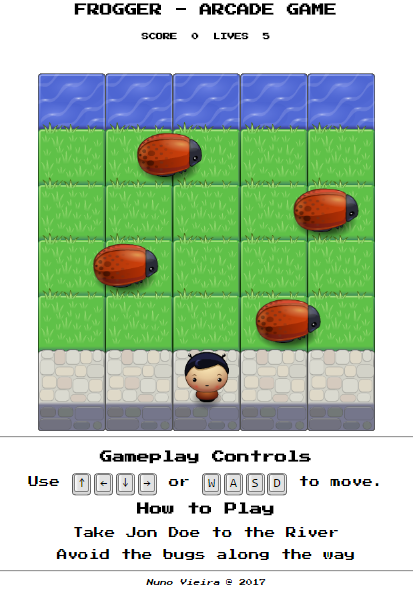 FROGGER - ARCADE GAME
SCORE 0 LIVES 5
Gameplay Controls
Use ↑ ← ↓ → or W A S D to move.
How to Play
Take Jon Doe to the River
Avoid the bugs along the way
Nuno Vieira @ 2017